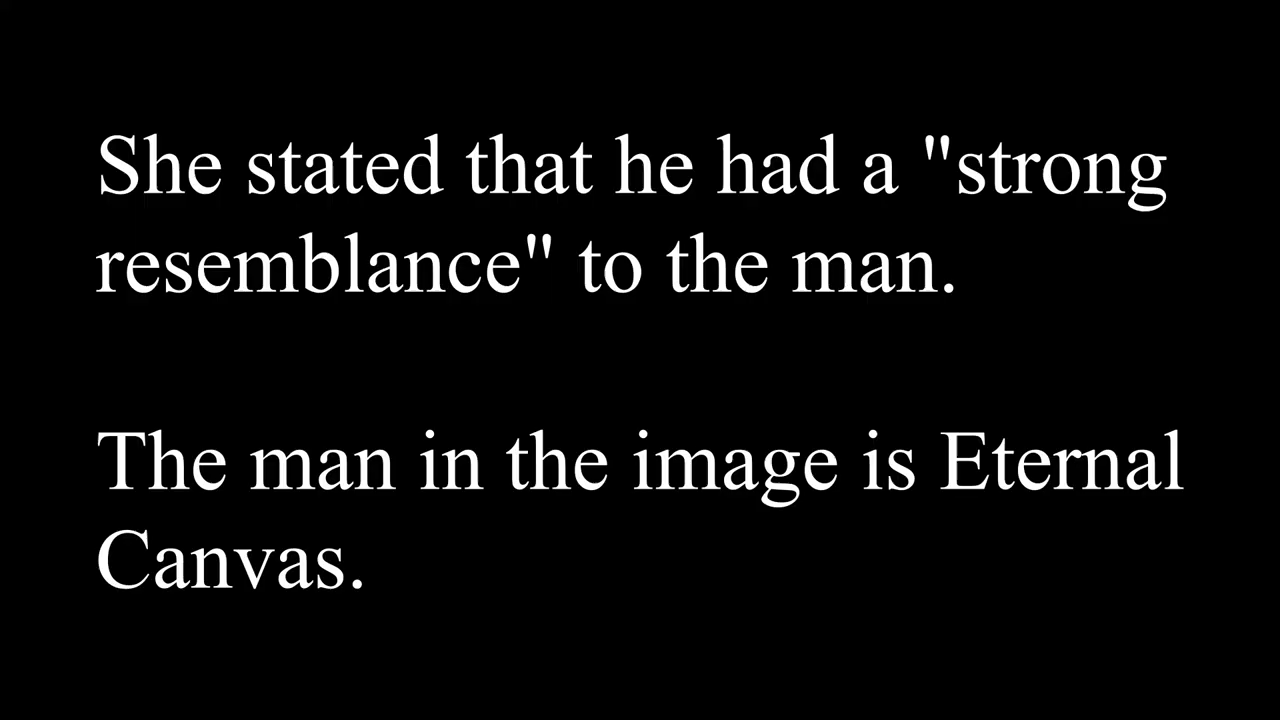 She stated that he had a "strong
resemblance" to the man.
The man in the image is Eternal
Canvas.